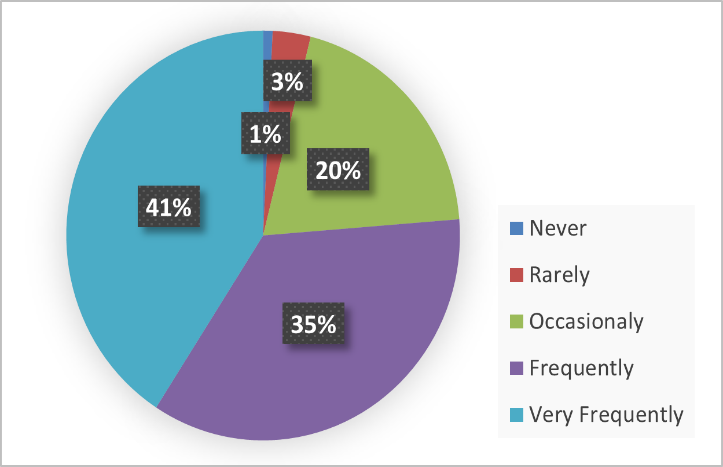 3%
1%
20%
41%
35%
Never
Rarely
Occasionaly
Frequently
Very Frequently